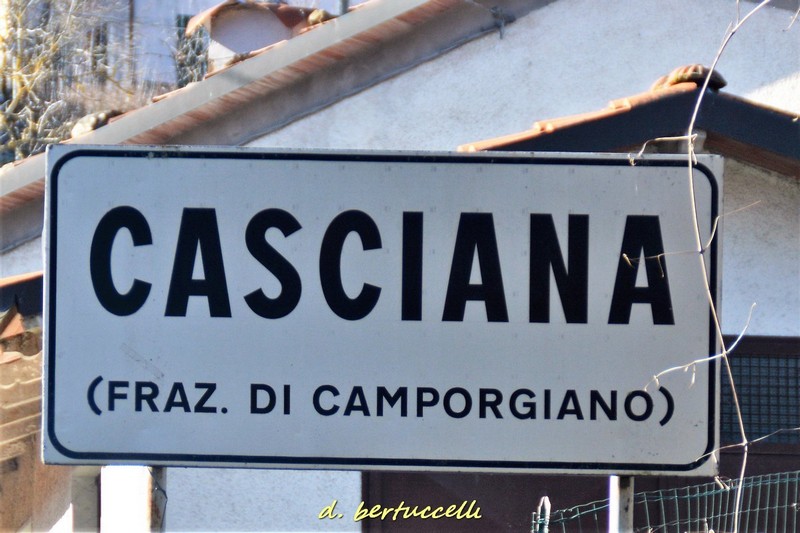 CASCIANA
(FRAZ. DI CAMPORGIANO)
d. bertuccelli